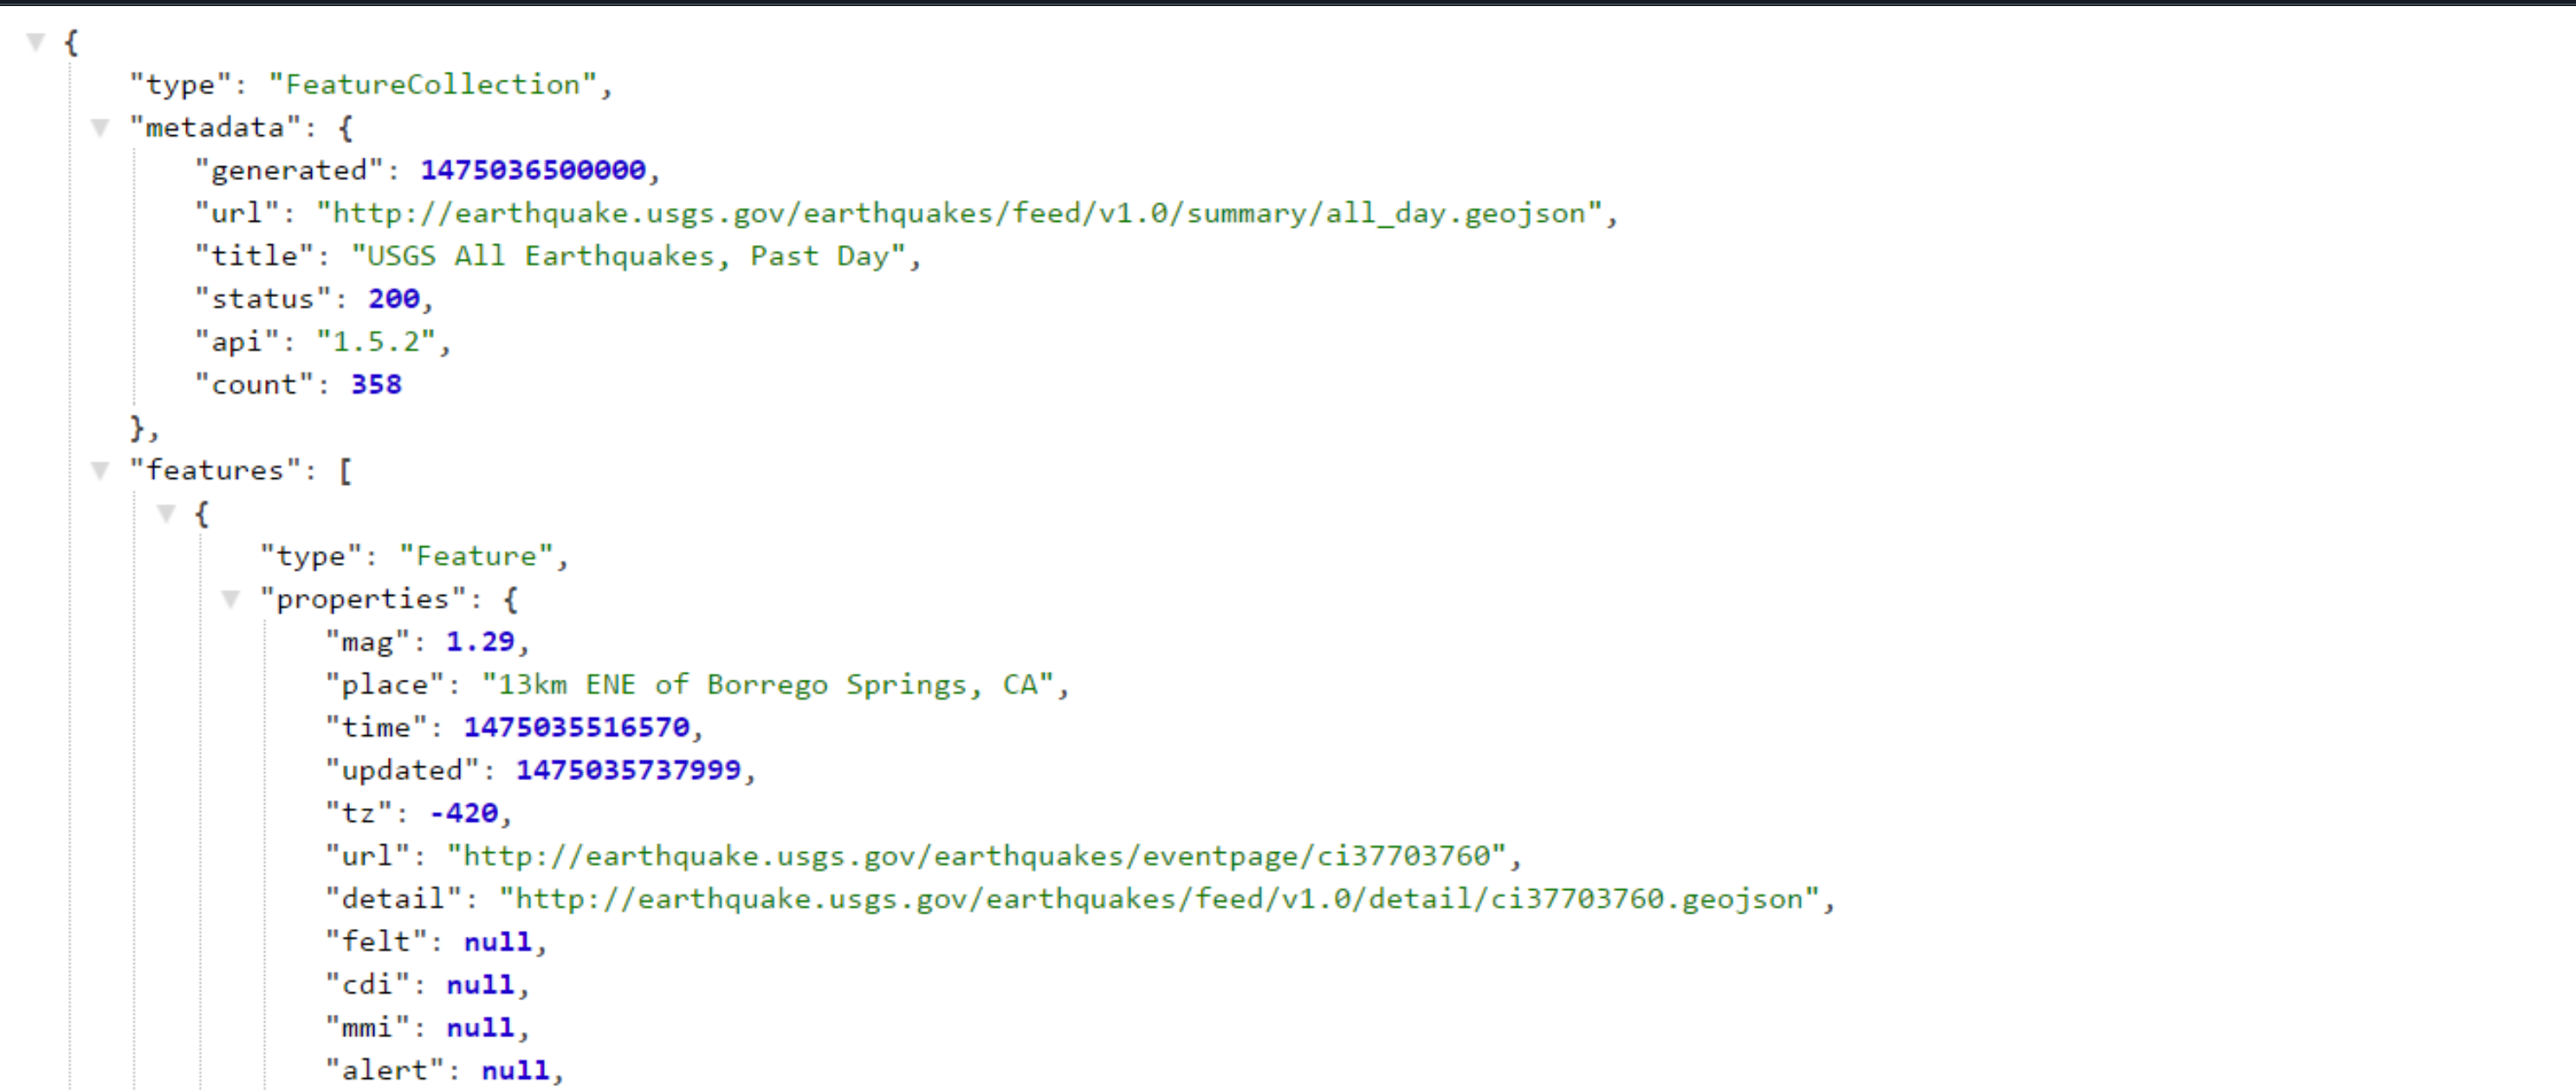 {
"type": "FeatureCollection",
"metadata": {
"generated": 1475036500000,
"url": "http://earthquake.usgs.gov/earthquakes/feed/v1.0/summary/all_day.geojson",
"title": "USGS All Earthquakes, Past Day",
"status": 200,
"api": "1.5.2",
"count": 358
},
"features": [
{
"type": "Feature",
"properties": {
"mag": 1.29,
"place": "13km ENE of Borrego Springs, CA",
"time": 1475035516570,
"updated": 1475035737999,
"tz": -420,
"url": "http://earthquake.usgs.gov/earthquakes/eventpage/ci37703760",
"detail": "http://earthquake.usgs.gov/earthquakes/feed/v1.0/detail/ci37703760.geojson",
"felt": null,
"cdi": null,
"mmi": null,
"alert": null,